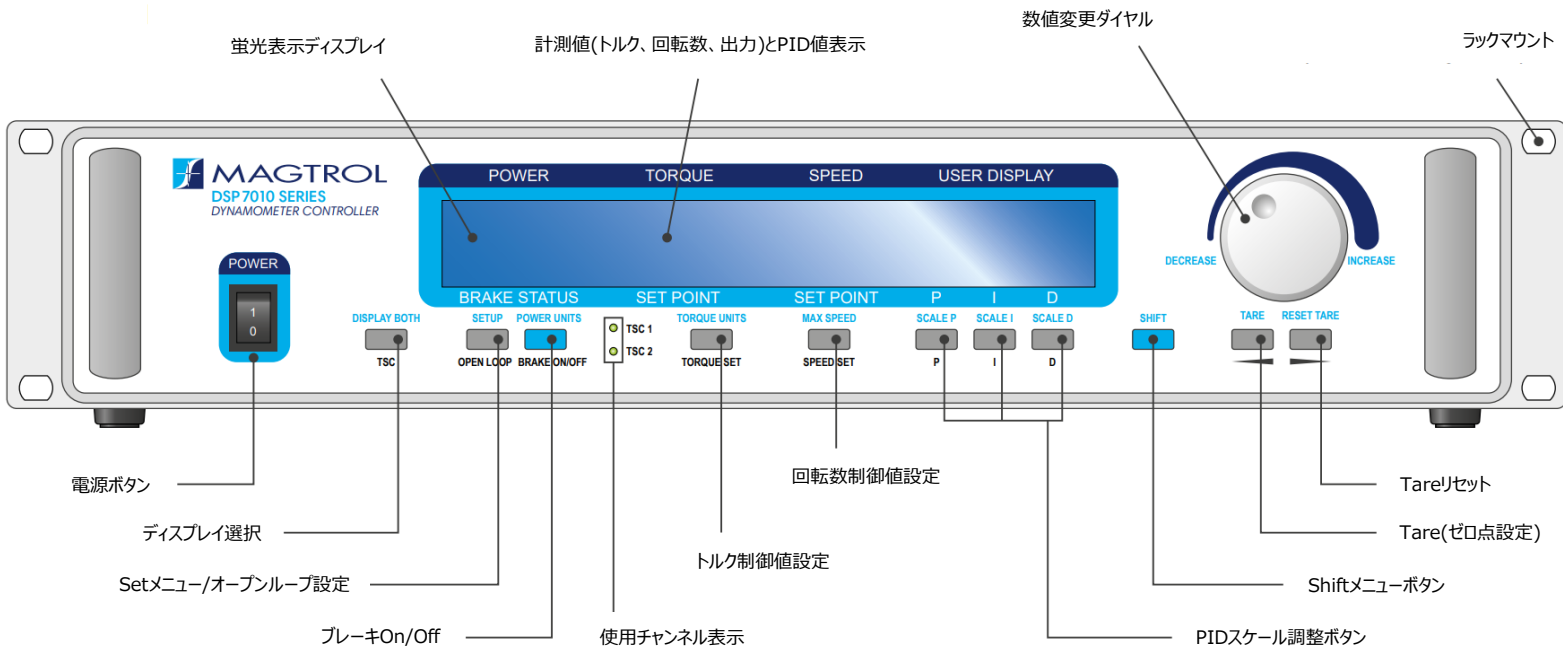 数値変更ダイヤル
蛍光表示ディスプレイ
計測値(トルク、回転数、出力)とPID値表示
ラックマウント
MAGTROL
DSP 7010 SERIES
DYNAMOMETER CONTROLLER
POWER TORQUE SPEED USER DISPLAY
POWER
1
0
DECREASE
INCREASE
BRAKE STATUS SET POINT SET POINT P I D
DISPLAY BOTH SETUP POWER UNITS TORQUE UNITS MAX SPEED SCALE P SCALE I SCALE D SHIFT TARE RESET TARE
TSC 1
TSC 2
TSC OPEN LOOP BRAKE ON/OFF TORQUE SET SPEED SET P I D
電源ボタン
回転数制御値設定
Tareリセット
ディスプレイ選択
トルク制御値設定
Tare(ゼロ点設定)
Setメニュー/オープンループ設定
Shiftメニューボタン
ブレーキOn/Off
使用チャンネル表示
PIDスケール調整ボタン